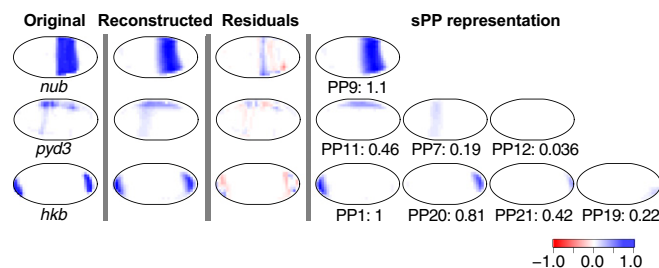 Original Reconstructed Residuals sPP representation
nub
PP9: 1.1
pyd3
PP11: 0.46 PP7: 0.19 PP12: 0.036
hkb
PP1: 1 PP20: 0.81 PP21: 0.42 PP19: 0.22
−1.0 0.0 1.0